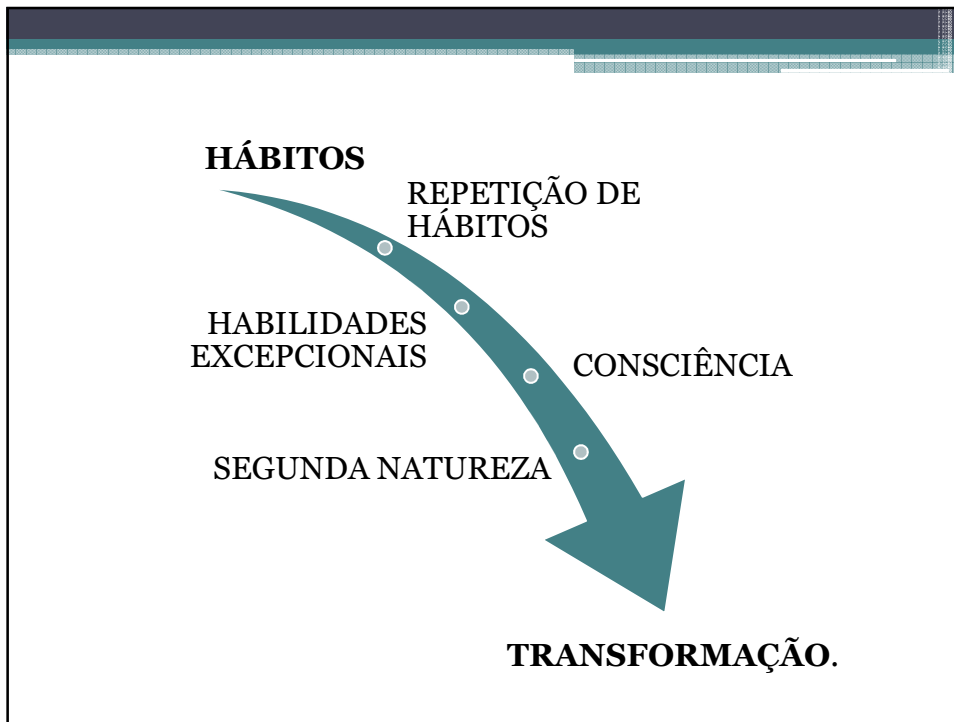 HÁBITOS
REPETIÇÃO DE
HÁBITOS
HABILIDADES
EXCEPCIONAIS
CONSCIÊNCIA
SEGUNDA NATUREZA
TRANSFORMAÇÃO.